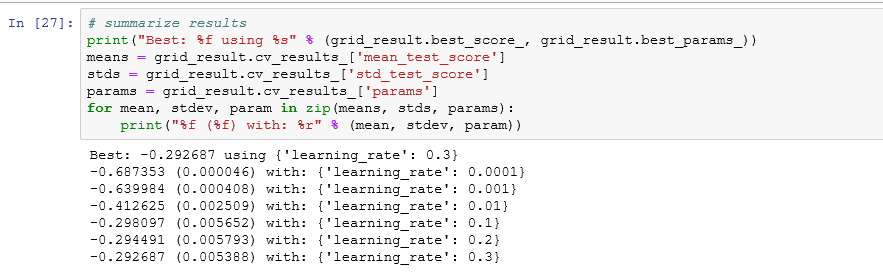 In [27]: # summarize results
print("Best: %f using %s" % (grid_result.best_score_, grid_result.best_params_))
means = grid_result.cv_results_['mean_test_score']
stds = grid_result.cv_results_['std_test_score']
params = grid_result.cv_results_['params']
for mean, stdev, param in zip(means, stds, params):
    print("%f (%f) with: %r" % (mean, stdev, param))
Best: -0.292687 using {'learning_rate': 0.3}
-0.687353 (0.000046) with: {'learning_rate': 0.0001}
-0.639984 (0.000408) with: {'learning_rate': 0.001}
-0.412625 (0.002509) with: {'learning_rate': 0.01}
-0.298097 (0.005652) with: {'learning_rate': 0.1}
-0.294491 (0.005793) with: {'learning_rate': 0.2}
-0.292687 (0.005388) with: {'learning_rate': 0.3}